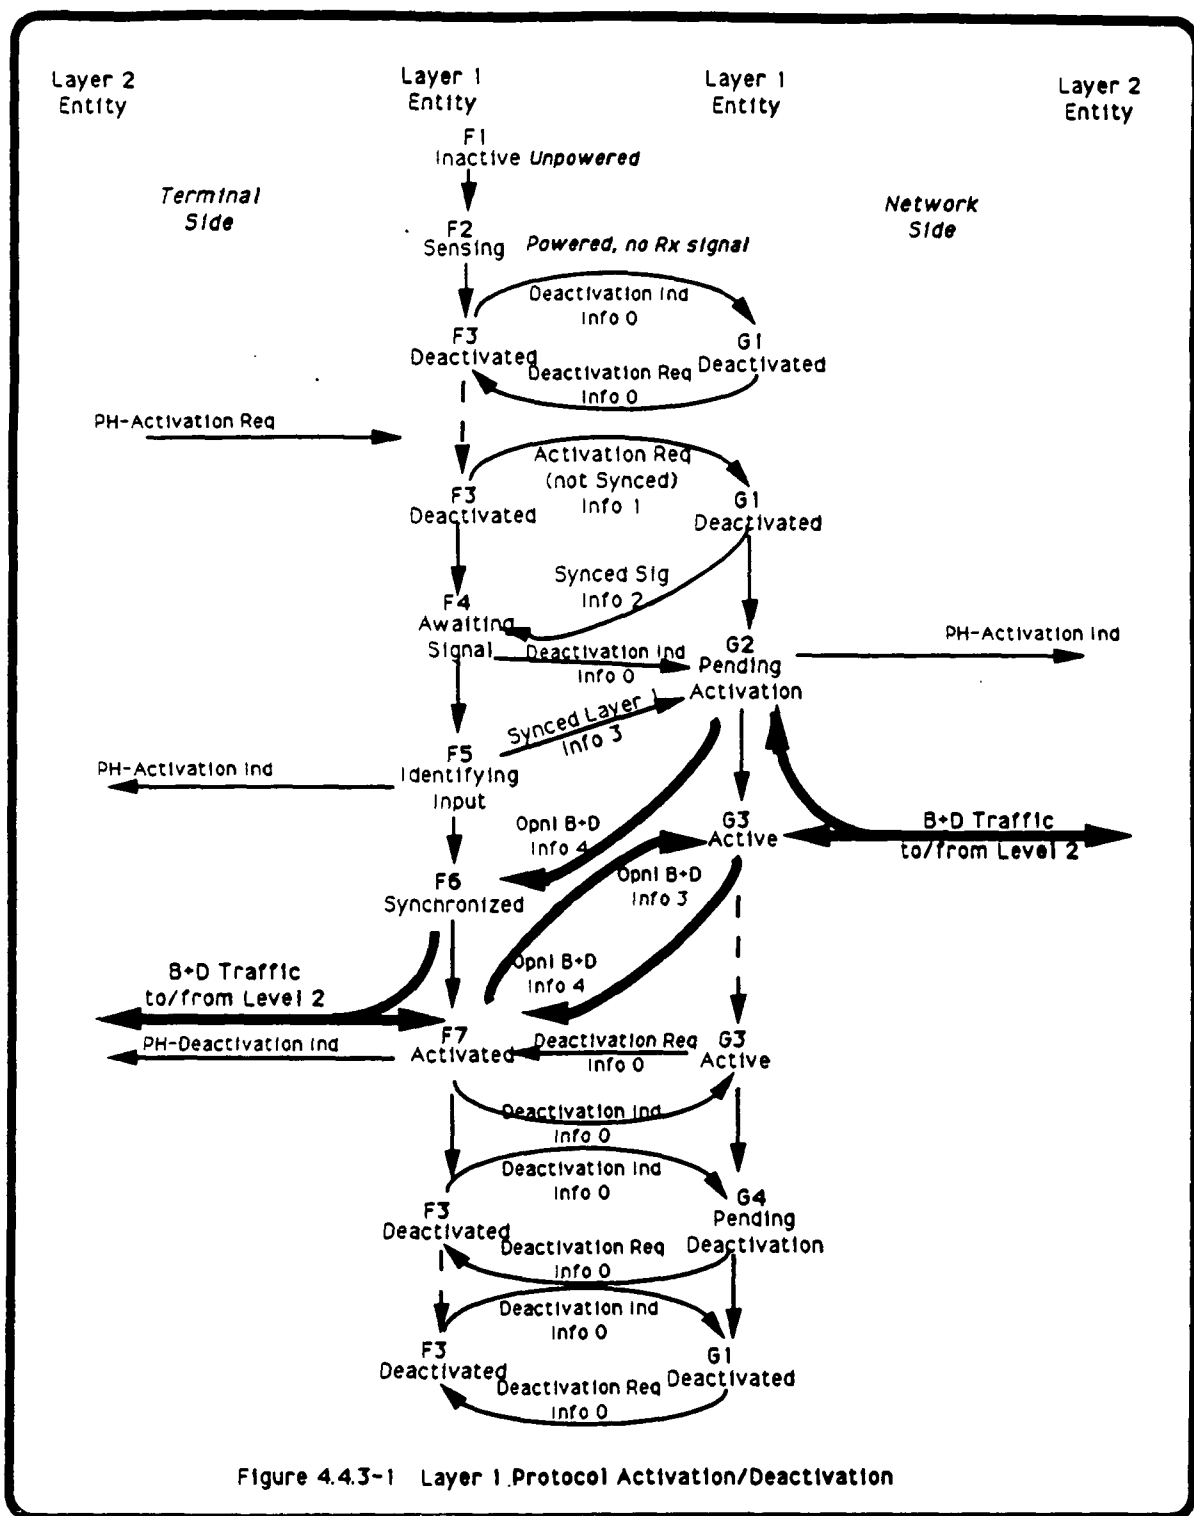 Layer 2
Entity
Layer 1
Entity
Layer 1
Entity
Layer 2
Entity
F1
Inactive Unpowered
Terminal
Side
Network
Side
F2
Sensing
Powered, no Rx signal
Deactivation Ind
Info 0
F3
Deactivated
G1
Deactivated
Deactivation Req
Info 0
PH-Activation Req
Activation Req
(not Synced)
Info 1
F3
Deactivated
G1
Deactivated
Synced Sig
Info 2
F4
Awaiting
Signal
Deactivation Ind
Info 0
G2
Pending
Activation
PH-Activation Ind
Synced Layer 1
Info 3
F5
Identifying
Input
PH-Activation Ind
Opnl B+D
Info 4
G3
Active
B+D Traffic
to/from Level 2
Opnl B+D
Info 3
F6
Synchronized
Opnl B+D
Info 4
B+D Traffic
to/from Level 2
F7
Activated
PH-Deactivation Ind
Deactivation Req
Info 0
G3
Active
Deactivation Ind
Info 0
Deactivation Ind
Info 0
F3
Deactivated
G4
Pending
Deactivation
Deactivation Req
Info 0
Deactivation Ind
Info 0
F3
Deactivated
G1
Deactivated
Deactivation Req
Info 0
Figure 4.4.3-1 Layer 1 Protocol Activation/Deactivation